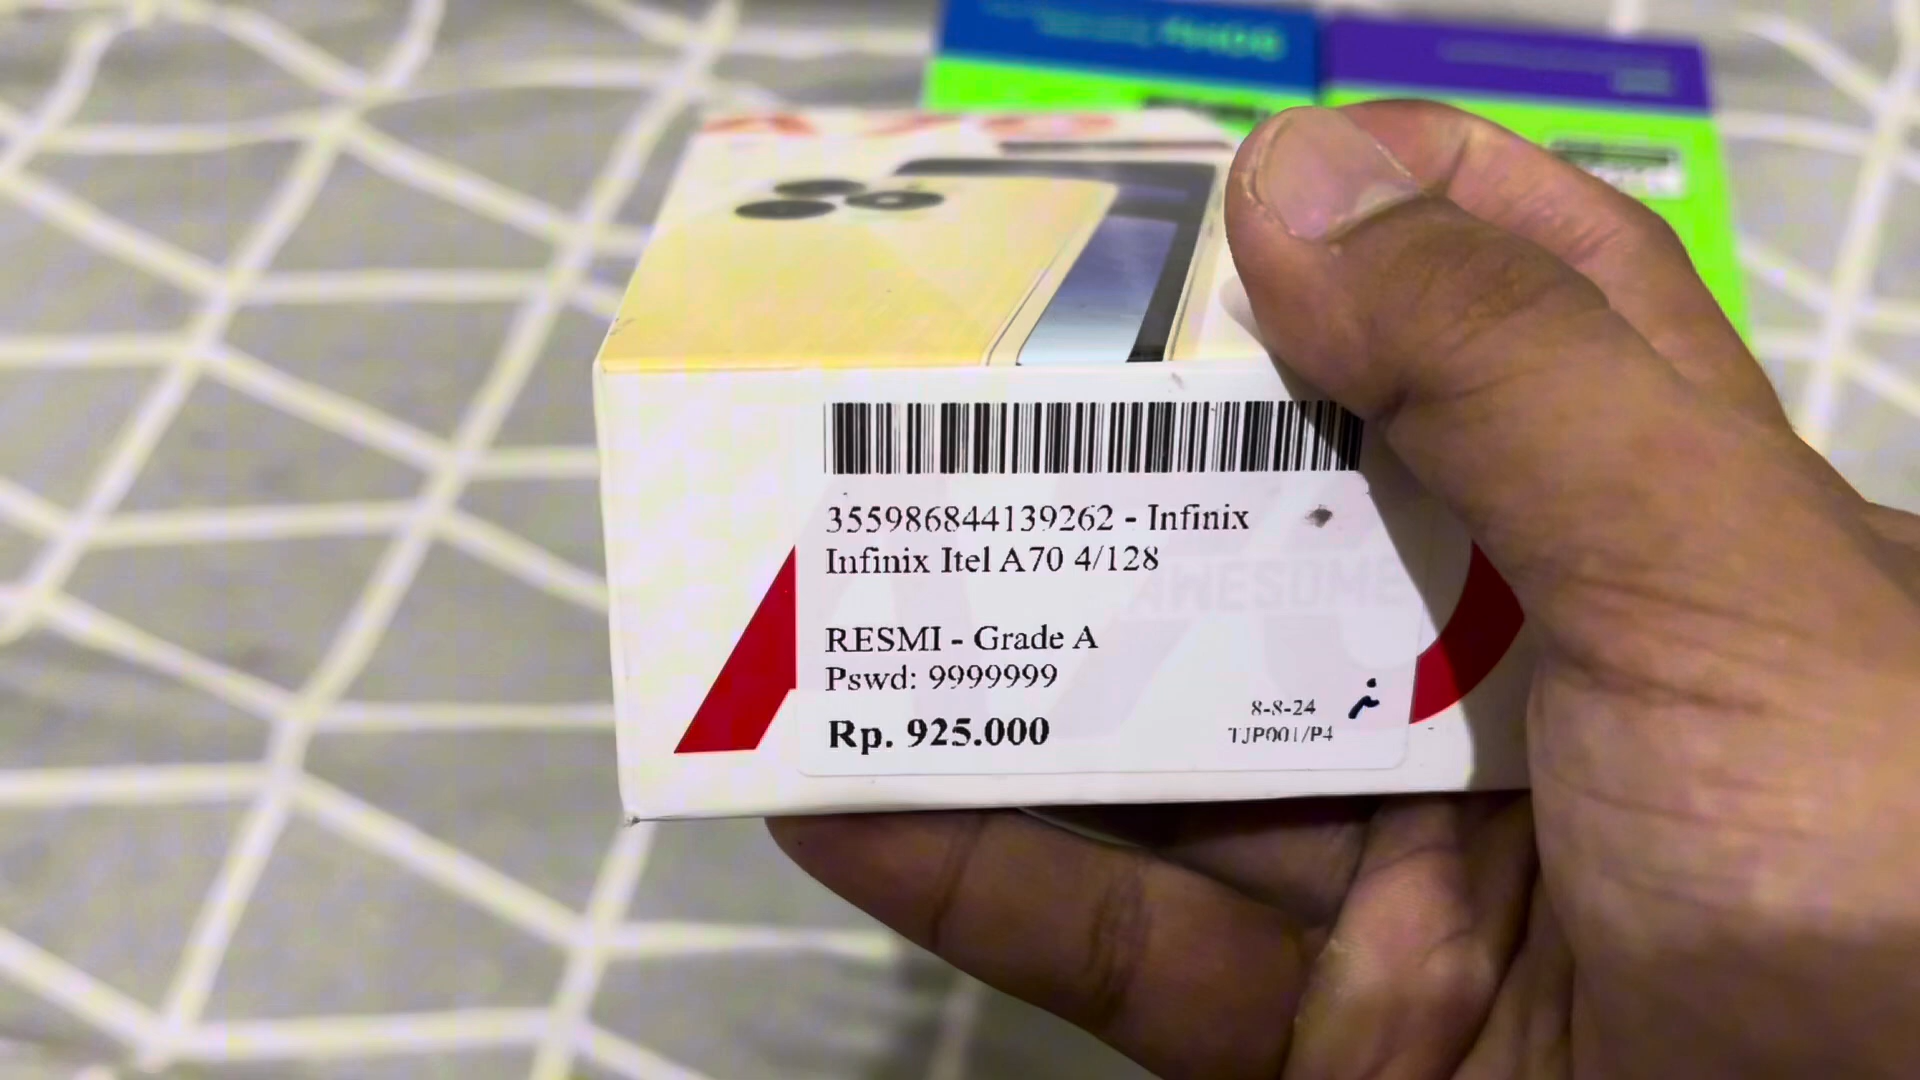 355986844139262 - Infinix
Infinix Itel A70 4/128
AWESOME
RESMI - Grade A
Pswd: 9999999
Rp. 925.000
8-8-24
TJP001/P4